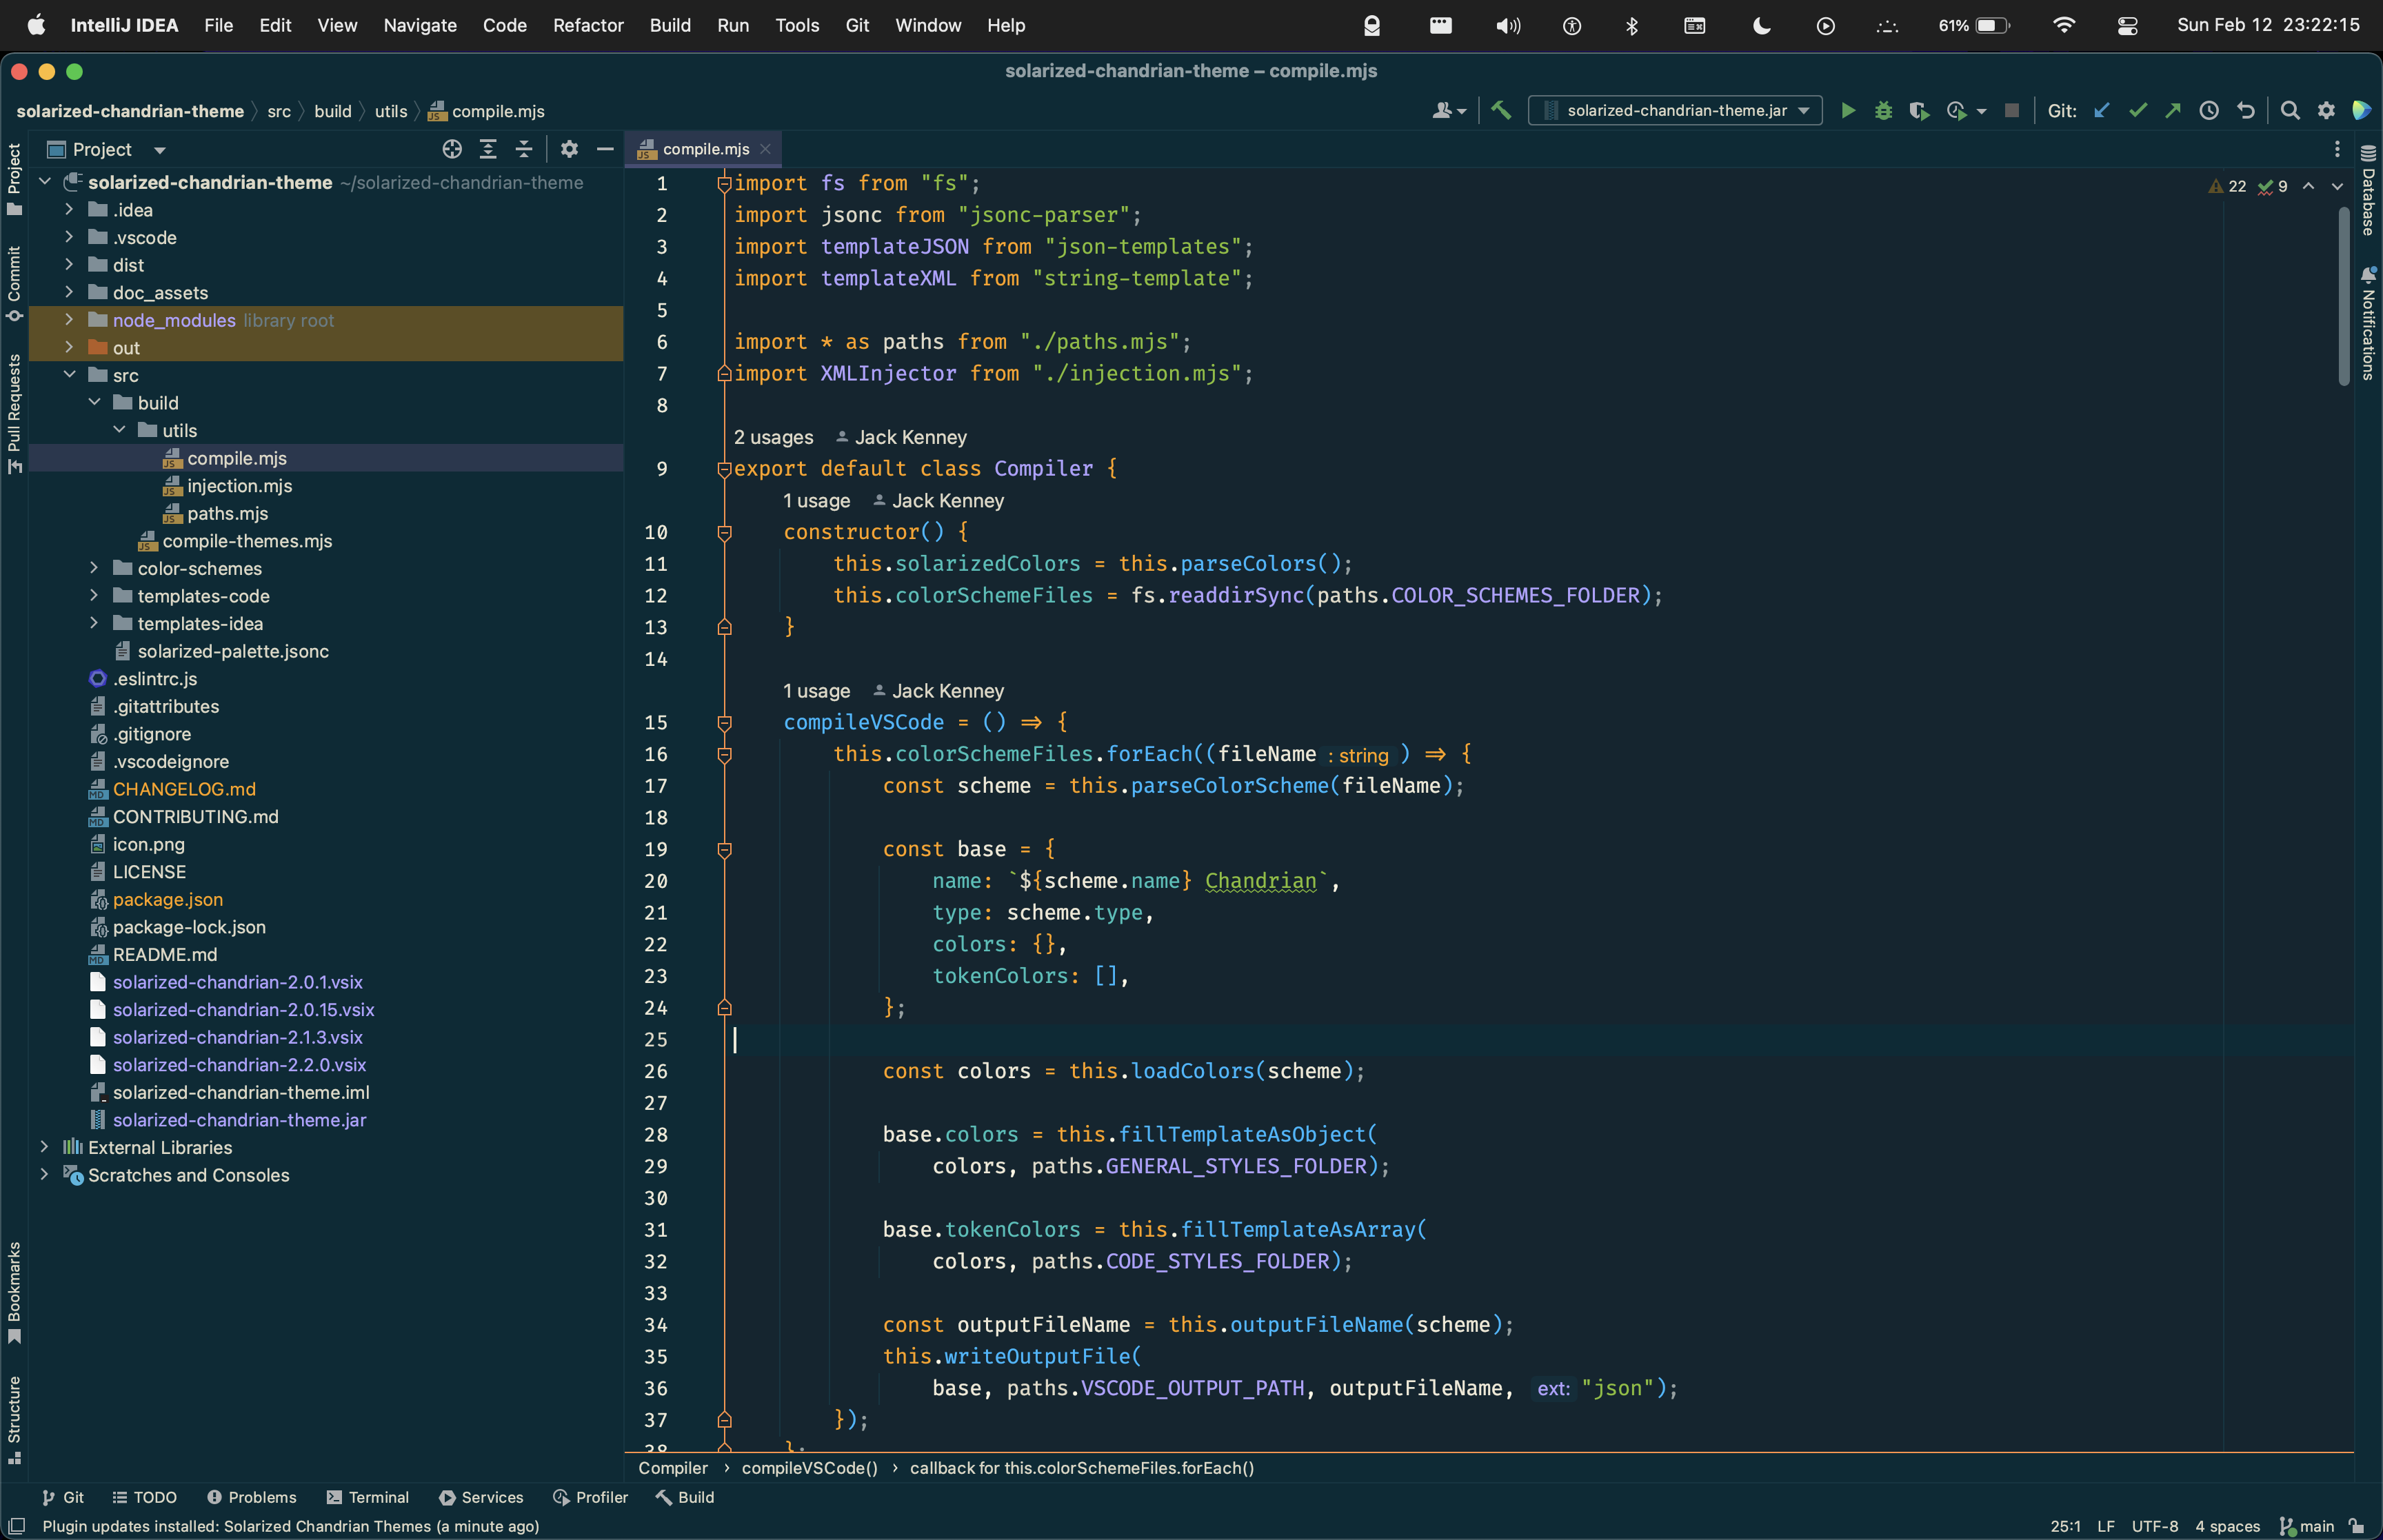 IntelliJ IDEA File Edit View Navigate Code Refactor Build Run Tools Git Window Help 61% Sun Feb 12 23:22:15
solarized-chandrian-theme – compile.mjs
solarized-chandrian-theme src build utils compile.mjs solarized-chandrian-theme.jar Git:
Project
Commit
Pull Requests
Bookmarks
Structure
Project
solarized-chandrian-theme ~/solarized-chandrian-theme
.idea
.vscode
dist
doc_assets
node_modules library root
out
src
build
utils
compile.mjs
injection.mjs
paths.mjs
compile-themes.mjs
color-schemes
templates-code
templates-idea
solarized-palette.jsonc
.eslintrc.js
.gitattributes
.gitignore
.vscodeignore
CHANGELOG.md
CONTRIBUTING.md
icon.png
LICENSE
package.json
package-lock.json
README.md
solarized-chandrian-2.0.1.vsix
solarized-chandrian-2.0.15.vsix
solarized-chandrian-2.1.3.vsix
solarized-chandrian-2.2.0.vsix
solarized-chandrian-theme.iml
solarized-chandrian-theme.jar
External Libraries
Scratches and Consoles
compile.mjs
22 9
1 import fs from "fs";
2 import jsonc from "jsonc-parser";
3 import templateJSON from "json-templates";
4 import templateXML from "string-template";
5
6 import * as paths from "./paths.mjs";
7 import XMLInjector from "./injection.mjs";
8
2 usages Jack Kenney
9 export default class Compiler {
1 usage Jack Kenney
10 constructor() {
11 this.solarizedColors = this.parseColors();
12 this.colorSchemeFiles = fs.readdirSync(paths.COLOR_SCHEMES_FOLDER);
13 }
14
1 usage Jack Kenney
15 compileVSCode = () => {
16 this.colorSchemeFiles.forEach((fileName : string ) => {
17 const scheme = this.parseColorScheme(fileName);
18
19 const base = {
20 name: `${scheme.name} Chandrian`,
21 type: scheme.type,
22 colors: {},
23 tokenColors: [],
24 };
25
26 const colors = this.loadColors(scheme);
27
28 base.colors = this.fillTemplateAsObject(
29 colors, paths.GENERAL_STYLES_FOLDER);
30
31 base.tokenColors = this.fillTemplateAsArray(
32 colors, paths.CODE_STYLES_FOLDER);
33
34 const outputFileName = this.outputFileName(scheme);
35 this.writeOutputFile(
36 base, paths.VSCODE_OUTPUT_PATH, outputFileName, ext: "json");
37 });
38 };
Compiler › compileVSCode() › callback for this.colorSchemeFiles.forEach()
Database
Notifications
Git TODO Problems Terminal Services Profiler Build
Plugin updates installed: Solarized Chandrian Themes (a minute ago) 25:1 LF UTF-8 4 spaces main